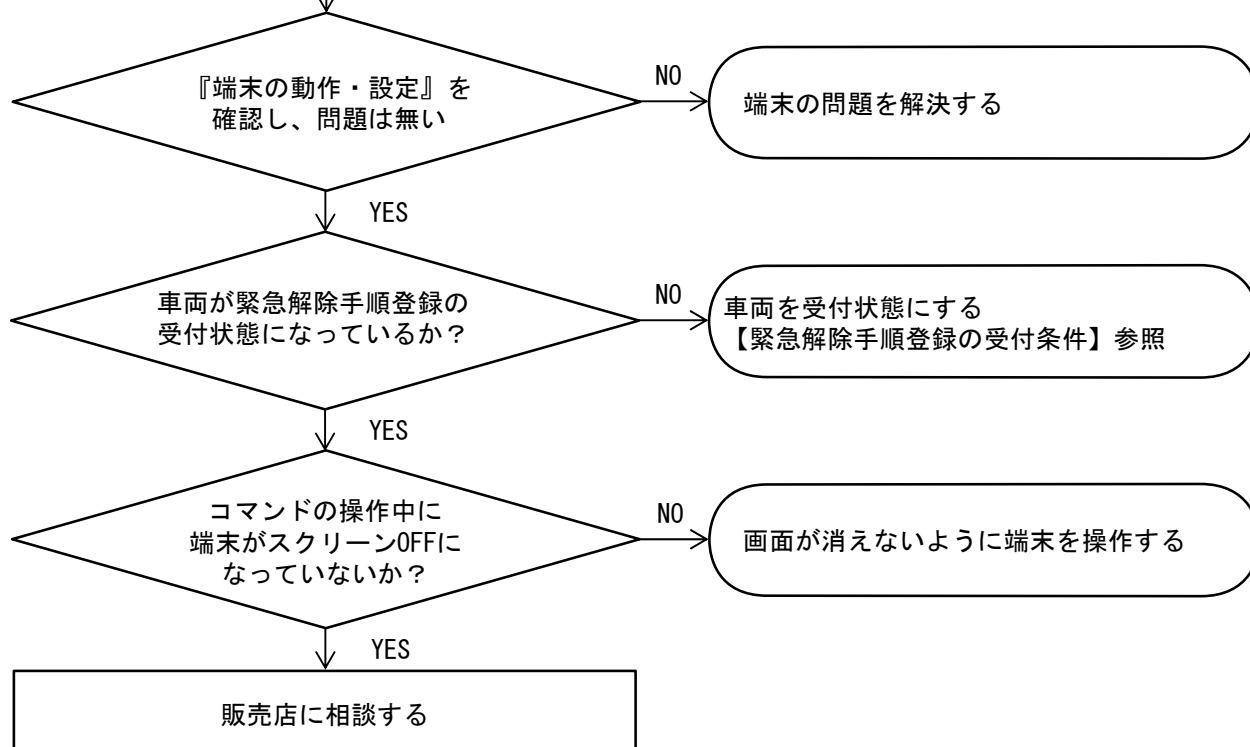 『端末の動作・設定』を
確認し、問題は無い
NO
端末の問題を解決する
YES
車両が緊急解除手順登録の
受付状態になっているか？
NO
車両を受付状態にする
【緊急解除手順登録の受付条件】参照
YES
コマンドの操作中に
端末がスクリーンOFFに
なっていないか？
NO
画面が消えないように端末を操作する
YES
販売店に相談する